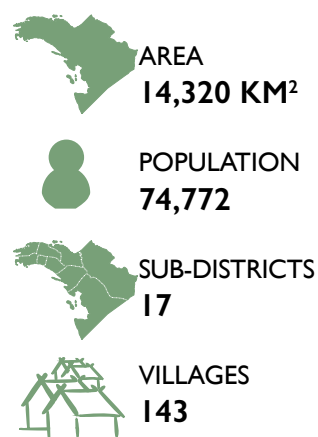 AREA
14,320 KM²
POPULATION
74,772
SUB-DISTRICTS
17
VILLAGES
143